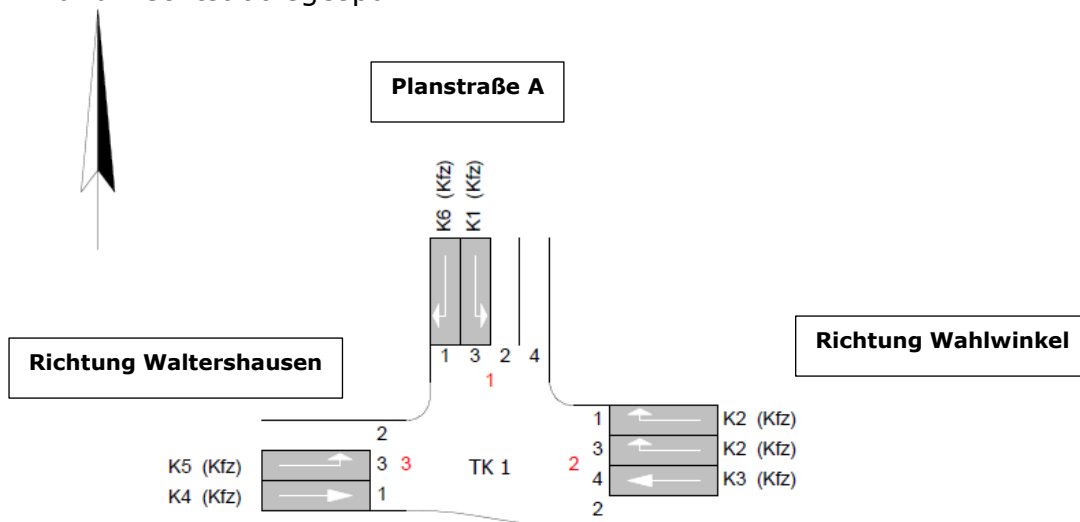 Planstraße A
K6 (Kfz)
K1 (Kfz)
Richtung Waltershausen
Richtung Wahlwinkel
1 3 2 4
1
2
K5 (Kfz) 3 3
K4 (Kfz) 1
TK 1
2
1 K2 (Kfz)
3 K2 (Kfz)
4 K3 (Kfz)
2